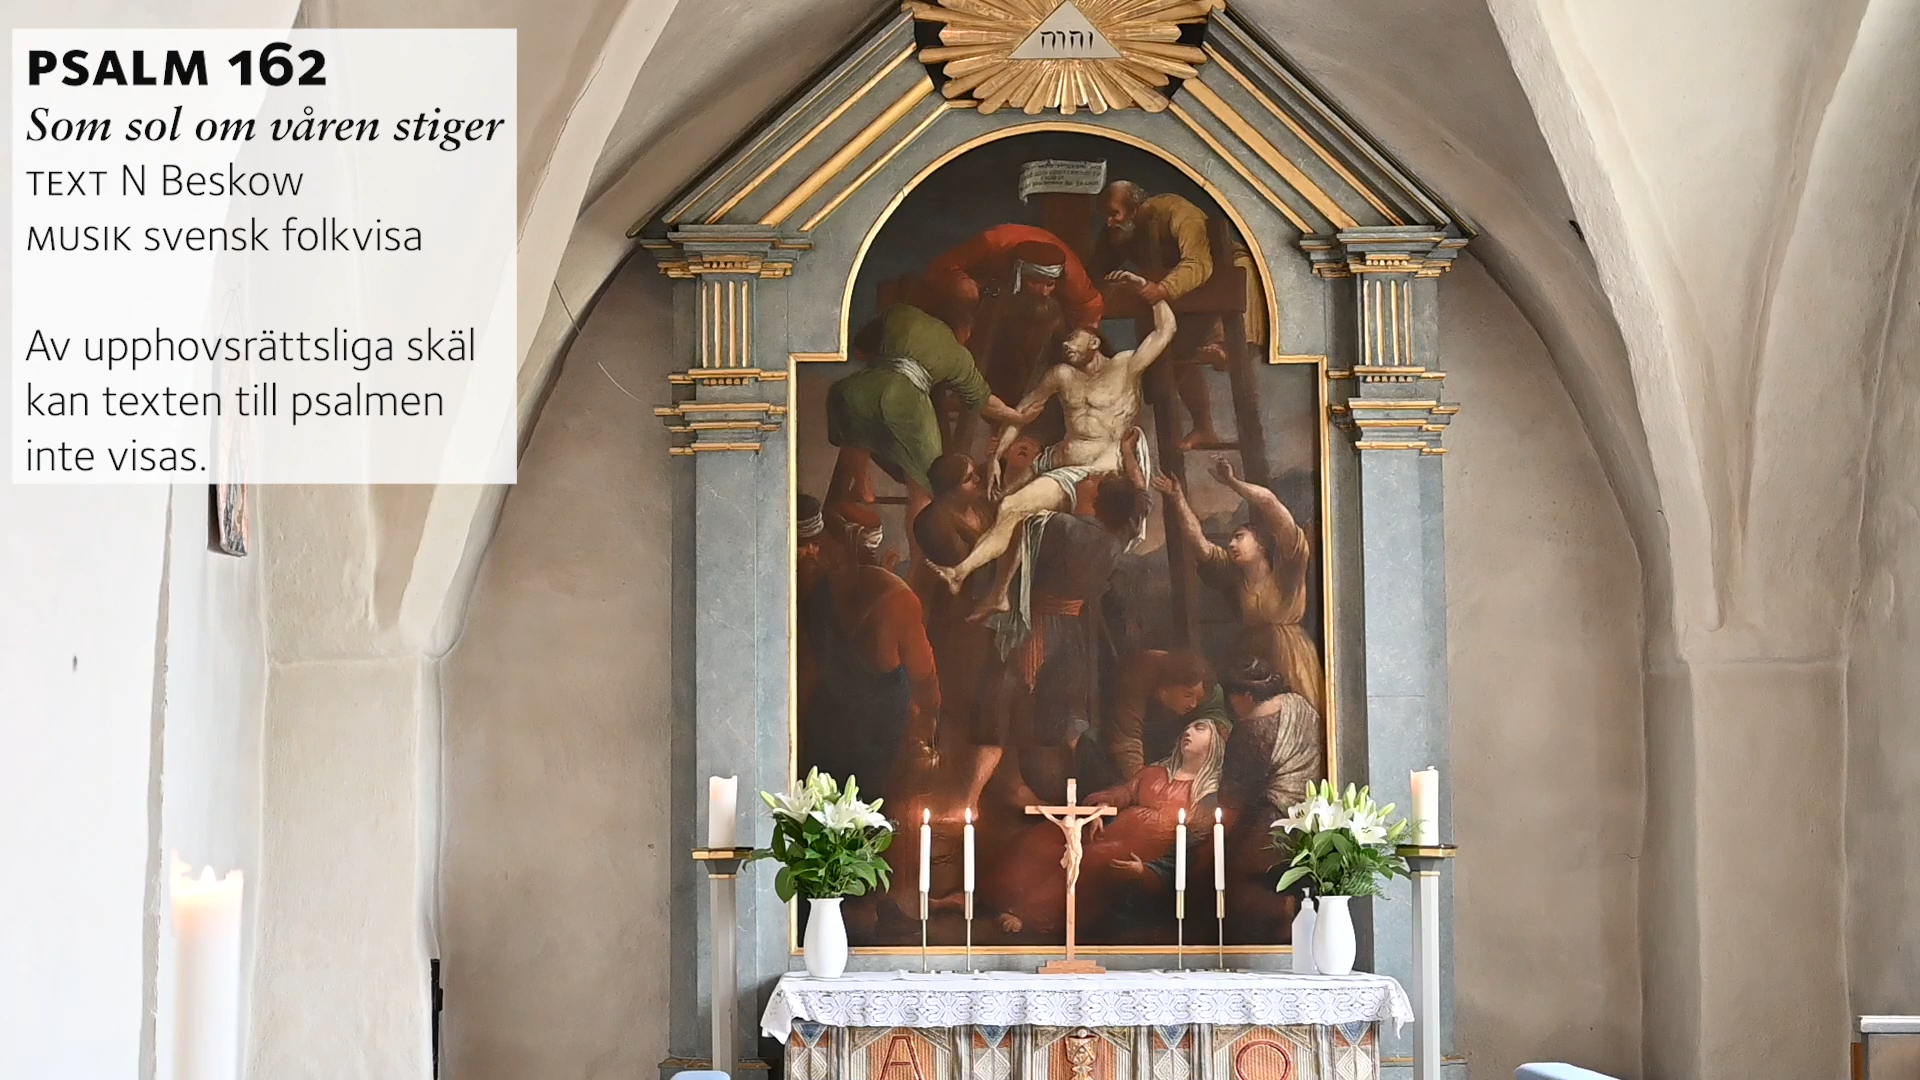 PSALM 162
Som sol om våren stiger
TEXT N Beskow
MUSIK svensk folkvisa
Av upphovsrättsliga skäl
kan texten till psalmen
inte visas.
יהוה
A
O